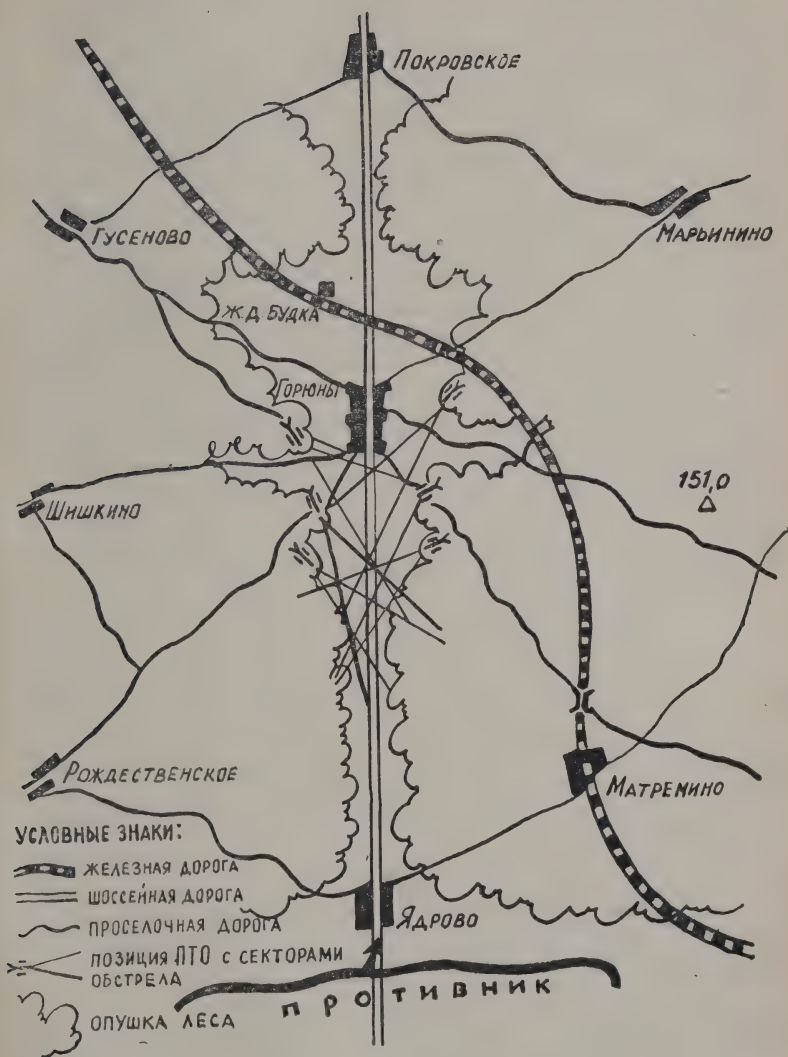 ПОКРОВСКОЕ
ГУСЕНОВО
МАРЬИНИНО
Ж.Д. БУДКА
ГОРЮНЫ
151,0
ШИШКИНО
РОЖДЕСТВЕНСКОЕ
МАТРЕНИНО
УСЛОВНЫЕ ЗНАКИ:
ЖЕЛЕЗНАЯ ДОРОГА
ШОССЕЙНАЯ ДОРОГА
ПРОСЕЛОЧНАЯ ДОРОГА
ПОЗИЦИЯ ПТО С СЕКТОРАМИ
ОБСТРЕЛА
ОПУШКА ЛЕСА
ЯДРОВО
ПРОТИВНИК